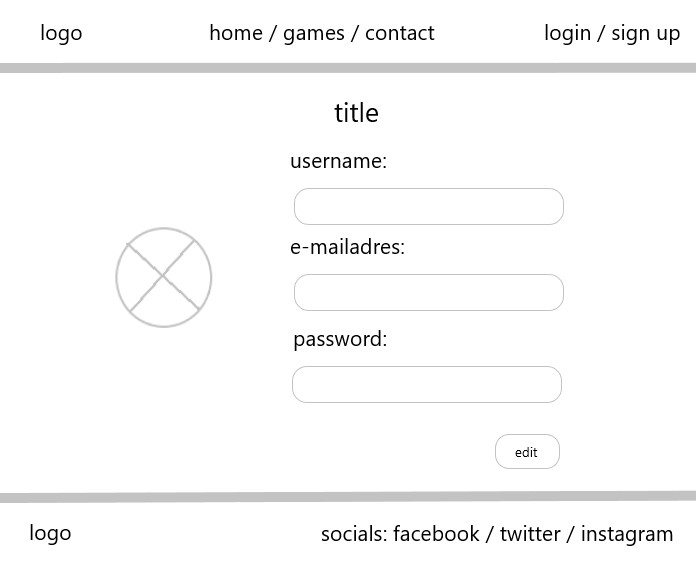 logo home / games / contact login / sign up
title
username:
e-mailadres:
password:
edit
logo socials: facebook / twitter / instagram